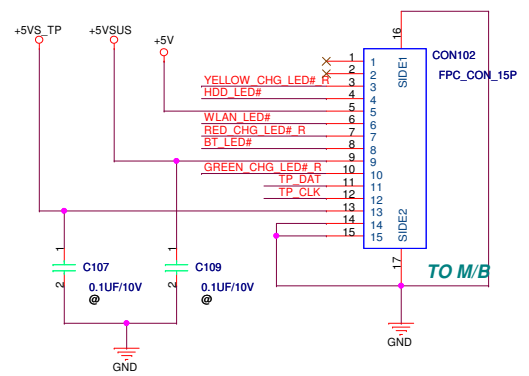 +5VS_TP
+5VSUS
+5V
16
CON102
FPC_CON_15P
SIDE1
1 1
2 2
YELLOW_CHG_LED#_R 3 3
HDD_LED# 4 4
5 5
WLAN_LED# 6 6
RED_CHG_LED#_R 7 7
BT_LED# 8 8
9 9
GREEN_CHG_LED#_R 10 10
TP_DAT 11 11
TP_CLK 12 12
13 13
14 14
15 15
SIDE2
17
TO M/B
1
C107
2
0.1UF/10V
@
1
C109
2
0.1UF/10V
@
GND
GND